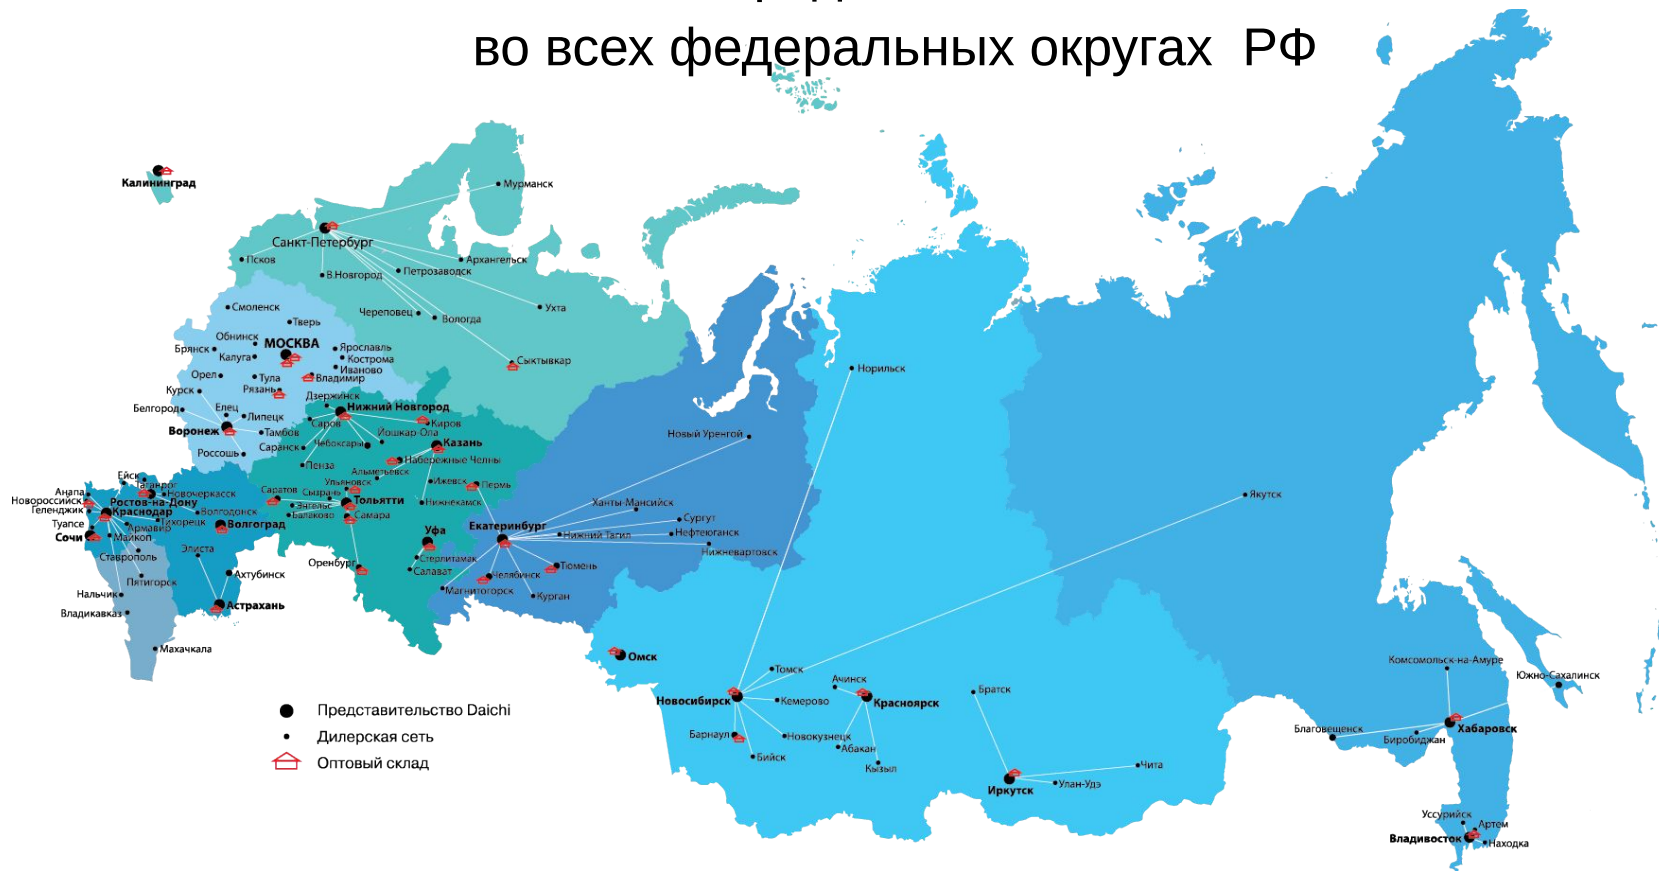 во всех федеральных округах РФ
Калининград
Мурманск
Санкт-Петербург
Псков
В.Новгород
Петрозаводск
Архангельск
Череповец
Вологда
Ухта
Сыктывкар
Смоленск
Тверь
Обнинск
МОСКВА
Брянск
Калуга
Ярославль
Кострома
Иваново
Орел
Тула
Владимир
Курск
Рязань
Дзержинск
Белгород
Елец
Липецк
Нижний Новгород
Воронеж
Тамбов
Саров
Киров
Йошкар-Ола
Россошь
Саранск
Чебоксары
Казань
Пенза
Набережные Челны
Альметьевск
Ейск
Таганрог
Анапа
Новочеркасск
Новороссийск
Ростов-на-Дону
Геленджик
Краснодар
Волгодонск
Тихорецк
Туапсе
Армавир
Волгоград
Сочи
Майкоп
Ставрополь
Элиста
Пятигорск
Ахтубинск
Нальчик
Астрахань
Владикавказ
Махачкала
Саратов
Сызрань
Ульяновск
Ижевск
Пермь
Энгельс
Тольятти
Нижнекамск
Балаково
Самара
Уфа
Оренбург
Стерлитамак
Салават
Екатеринбург
Нижний Тагил
Ханты-Мансийск
Сургут
Нефтеюганск
Нижневартовск
Новый Уренгой
Челябинск
Тюмень
Магнитогорск
Курган
Норильск
Якутск
Омск
Томск
Новосибирск
Кемерово
Ачинск
Красноярск
Братск
Барнаул
Новокузнецк
Абакан
Бийск
Кызыл
Иркутск
Улан-Удэ
Чита
Комсомольск-на-Амуре
Южно-Сахалинск
Благовещенск
Биробиджан
Хабаровск
Уссурийск
Артем
Владивосток
Находка
Представительство Daichi
Дилерская сеть
Оптовый склад